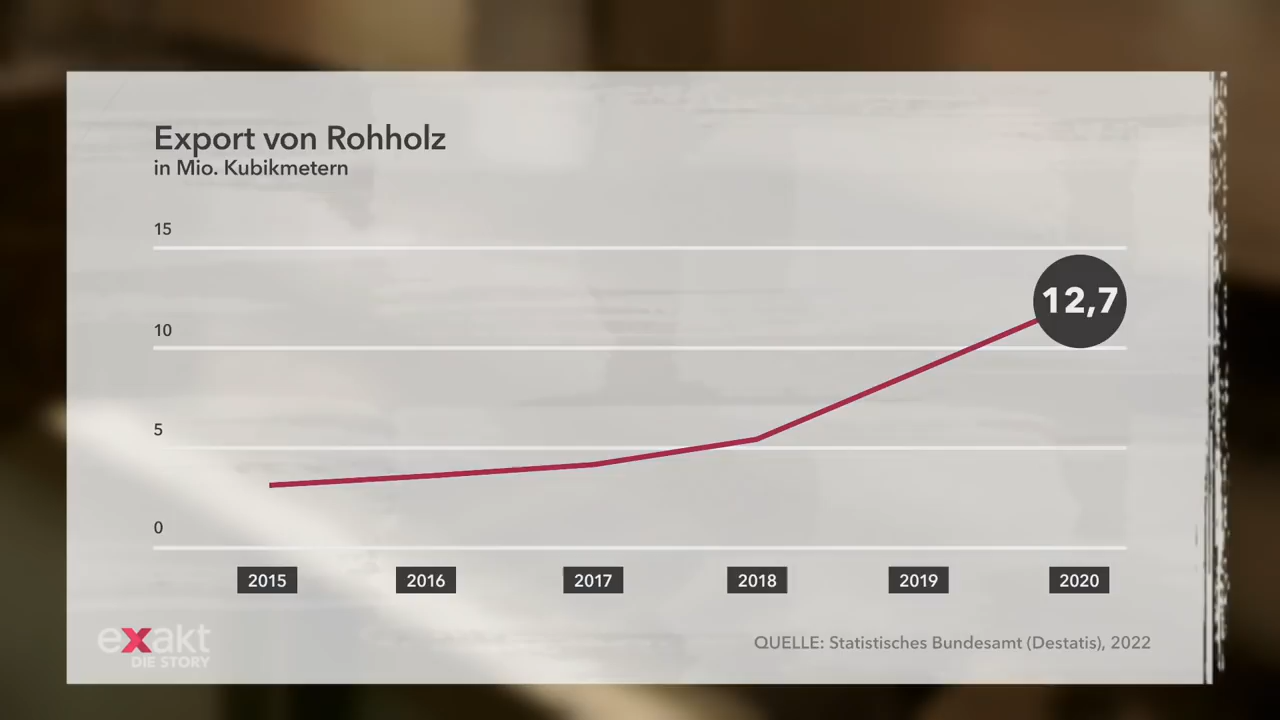 Export von Rohholz
in Mio. Kubikmetern
15
12,7
10
5
0
2015 2016 2017 2018 2019 2020
exakt
DIE STORY
QUELLE: Statistisches Bundesamt (Destatis), 2022